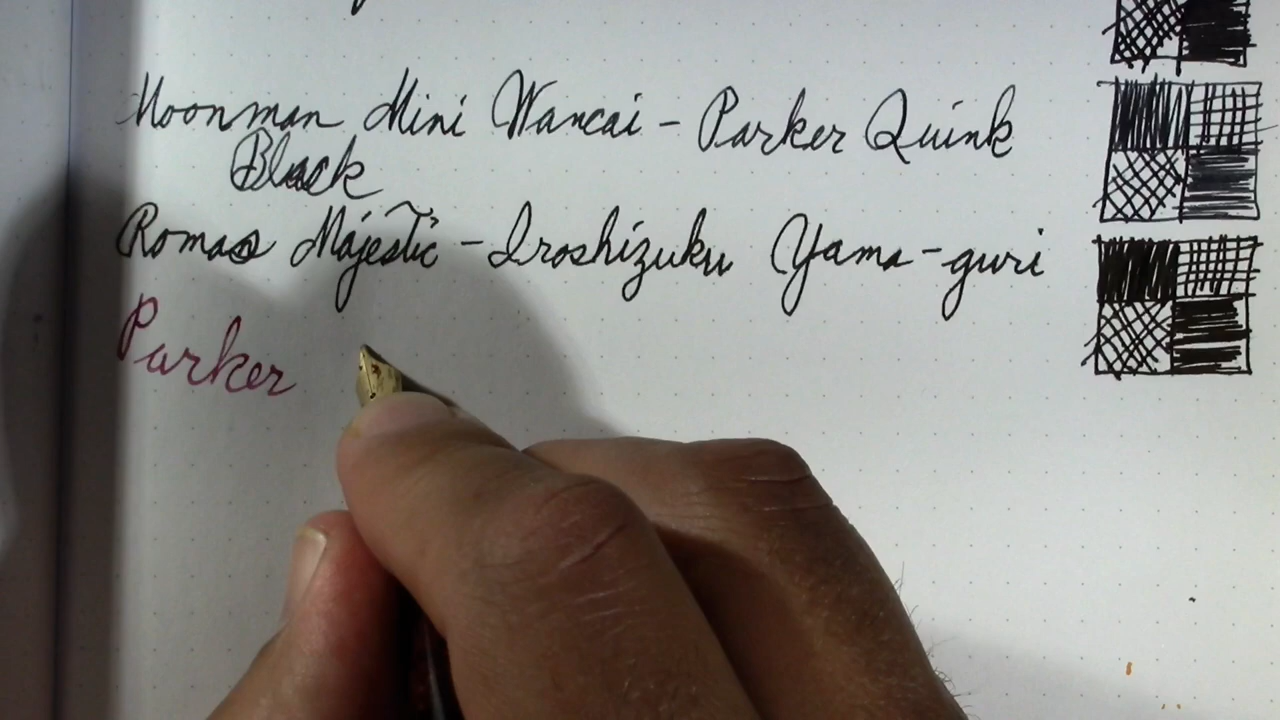 Moonman Mini Wancai - Parker Quink
Black
Romas Majestic - Iroshizuku Yama-guri
Parker